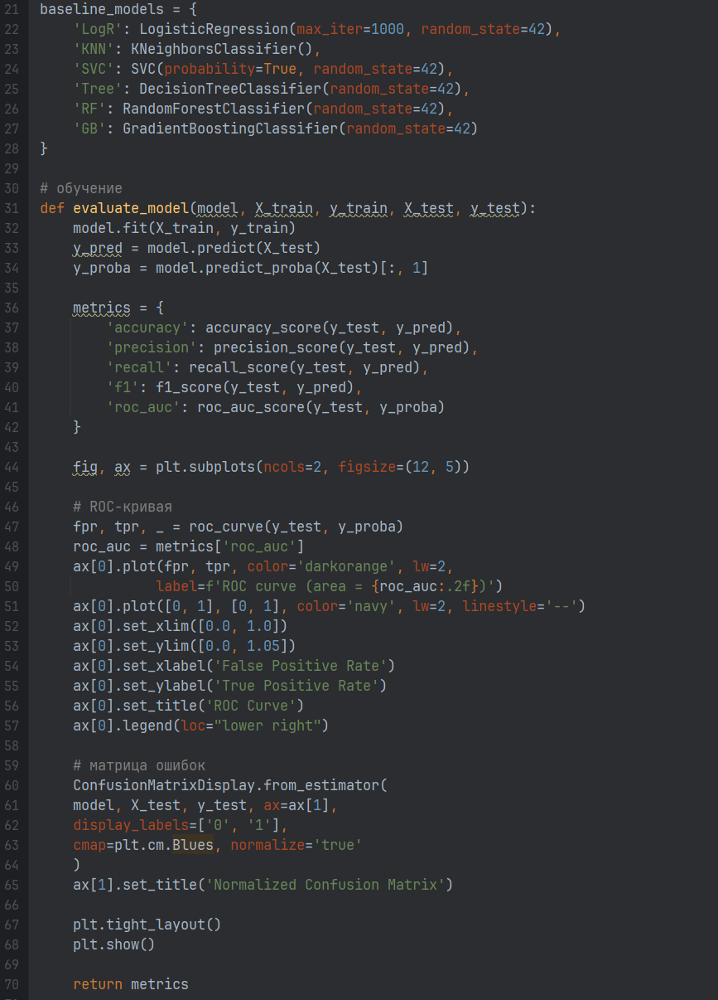 21 baseline_models = {
22     'LogR': LogisticRegression(max_iter=1000, random_state=42),
23     'KNN': KNeighborsClassifier(),
24     'SVC': SVC(probability=True, random_state=42),
25     'Tree': DecisionTreeClassifier(random_state=42),
26     'RF': RandomForestClassifier(random_state=42),
27     'GB': GradientBoostingClassifier(random_state=42)
28 }
29
30 # обучение
31 def evaluate_model(model, X_train, y_train, X_test, y_test):
32     model.fit(X_train, y_train)
33     y_pred = model.predict(X_test)
34     y_proba = model.predict_proba(X_test)[:, 1]
35
36     metrics = {
37         'accuracy': accuracy_score(y_test, y_pred),
38         'precision': precision_score(y_test, y_pred),
39         'recall': recall_score(y_test, y_pred),
40         'f1': f1_score(y_test, y_pred),
41         'roc_auc': roc_auc_score(y_test, y_proba)
42     }
43
44     fig, ax = plt.subplots(ncols=2, figsize=(12, 5))
45
46     # ROC-кривая
47     fpr, tpr, _ = roc_curve(y_test, y_proba)
48     roc_auc = metrics['roc_auc']
49     ax[0].plot(fpr, tpr, color='darkorange', lw=2,
50               label=f'ROC curve (area = {roc_auc:.2f})')
51     ax[0].plot([0, 1], [0, 1], color='navy', lw=2, linestyle='--')
52     ax[0].set_xlim([0.0, 1.0])
53     ax[0].set_ylim([0.0, 1.05])
54     ax[0].set_xlabel('False Positive Rate')
55     ax[0].set_ylabel('True Positive Rate')
56     ax[0].set_title('ROC Curve')
57     ax[0].legend(loc="lower right")
58
59     # матрица ошибок
60     ConfusionMatrixDisplay.from_estimator(
61     model, X_test, y_test, ax=ax[1],
62     display_labels=['0', '1'],
63     cmap=plt.cm.Blues, normalize='true'
64     )
65     ax[1].set_title('Normalized Confusion Matrix')
66
67     plt.tight_layout()
68     plt.show()
69
70     return metrics